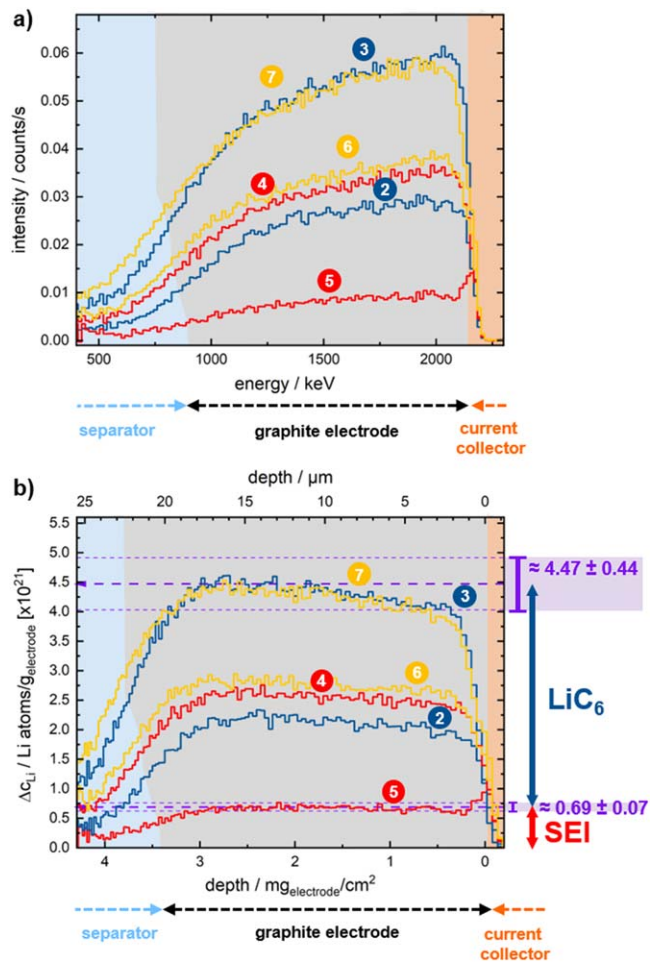 a)
intensity / counts/s
0.06
0.05
0.04
0.03
0.02
0.01
0.00
3
7
6
4
2
5
500 1000 1500 2000
energy / keV
separator
graphite electrode
current
collector
b)
depth / μm
25 20 15 10 5 0
Δc_Li / Li atoms/g_electrode [x10²¹]
5.5
5.0
4.5
4.0
3.5
3.0
2.5
2.0
1.5
1.0
0.5
0.0
7
3
4
6
2
5
≈ 4.47 ± 0.44
LiC₆
≈ 0.69 ± 0.07
SEI
4 3 2 1 0
depth / mg_electrode/cm²
separator
graphite electrode
current
collector